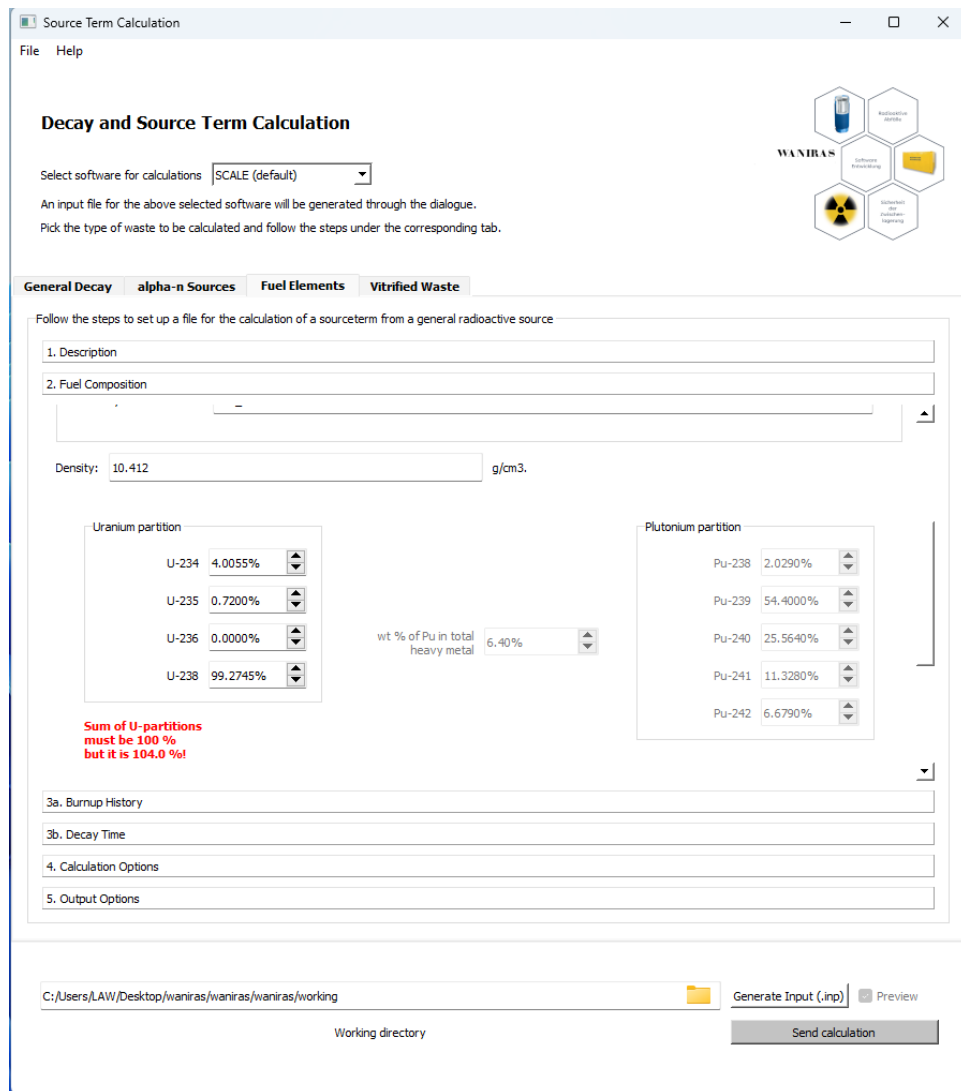 Source Term Calculation
File Help
Decay and Source Term Calculation
Select software for calculations SCALE (default)
An input file for the above selected software will be generated through the dialogue.
Pick the type of waste to be calculated and follow the steps under the corresponding tab.
WANIRAS
Radioaktive
Abfälle
Software
Entwicklung
Sicherheit
der
Zwischen-
lagerung
General Decay alpha-n Sources Fuel Elements Vitrified Waste
Follow the steps to set up a file for the calculation of a sourceterm from a general radioactive source
1. Description
2. Fuel Composition
Density: 10.412 g/cm3.
Uranium partition
U-234 4.0055%
U-235 0.7200%
U-236 0.0000%
U-238 99.2745%
Sum of U-partitions
must be 100 %
but it is 104.0 %!
wt % of Pu in total
heavy metal 6.40%
Plutonium partition
Pu-238 2.0290%
Pu-239 54.4000%
Pu-240 25.5640%
Pu-241 11.3280%
Pu-242 6.6790%
3a. Burnup History
3b. Decay Time
4. Calculation Options
5. Output Options
C:/Users/LAW/Desktop/waniras/waniras/waniras/working
Generate Input (.inp) Preview
Working directory
Send calculation